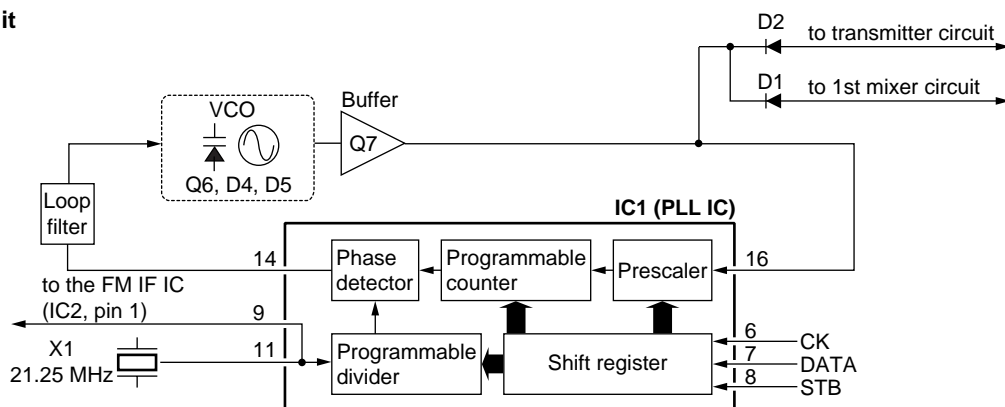 it
D2
to transmitter circuit
D1
to 1st mixer circuit
Buffer
VCO
Q7
Q6, D4, D5
Loop
filter
IC1 (PLL IC)
14
Phase
detector
Programmable
counter
Prescaler
16
to the FM IF IC
(IC2, pin 1)
9
X1
21.25 MHz
11
Programmable
divider
Shift register
6
CK
7
DATA
8
STB